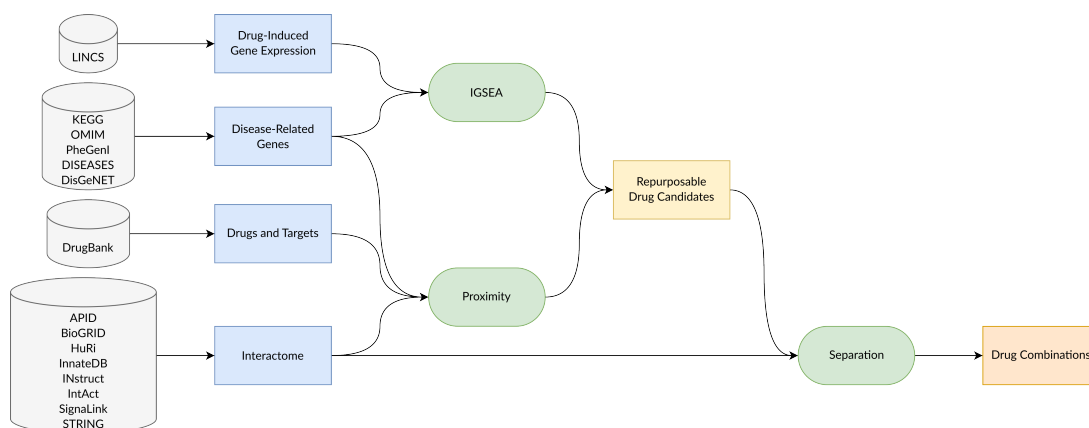 LINCS
Drug-Induced
Gene Expression
KEGG
OMIM
PheGenI
DISEASES
DisGeNET
Disease-Related
Genes
IGSEA
Repurposable
Drug Candidates
DrugBank
Drugs and Targets
Proximity
APID
BioGRID
HuRi
InnateDB
INstruct
IntAct
SignaLink
STRING
Interactome
Separation
Drug Combinations